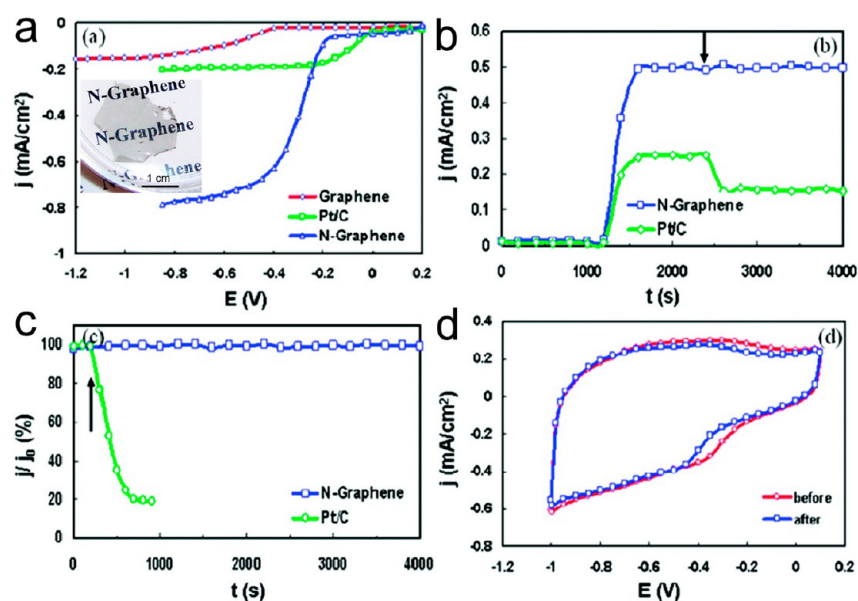 a
(a)
0
-0.2
-0.4
-0.6
-0.8
-1
j (mA/cm²)
N-Graphene
N-Graphene
N-Graphene
1 cm
Graphene
Pt/C
N-Graphene
-1.2 -1 -0.8 -0.6 -0.4 -0.2 0 0.2
E (V)
b
(b)
0.6
0.5
0.4
0.3
0.2
0.1
0
j (mA/cm²)
N-Graphene
Pt/C
0 1000 2000 3000 4000
t (s)
c
(c)
120
100
80
60
40
20
0
j/ j₀ (%)
N-Graphene
Pt/C
0 1000 2000 3000 4000
t (s)
d
(d)
0.4
0.2
0
-0.2
-0.4
-0.6
-0.8
j (mA/cm²)
before
after
-1.2 -1 -0.8 -0.6 -0.4 -0.2 0 0.2
E (V)